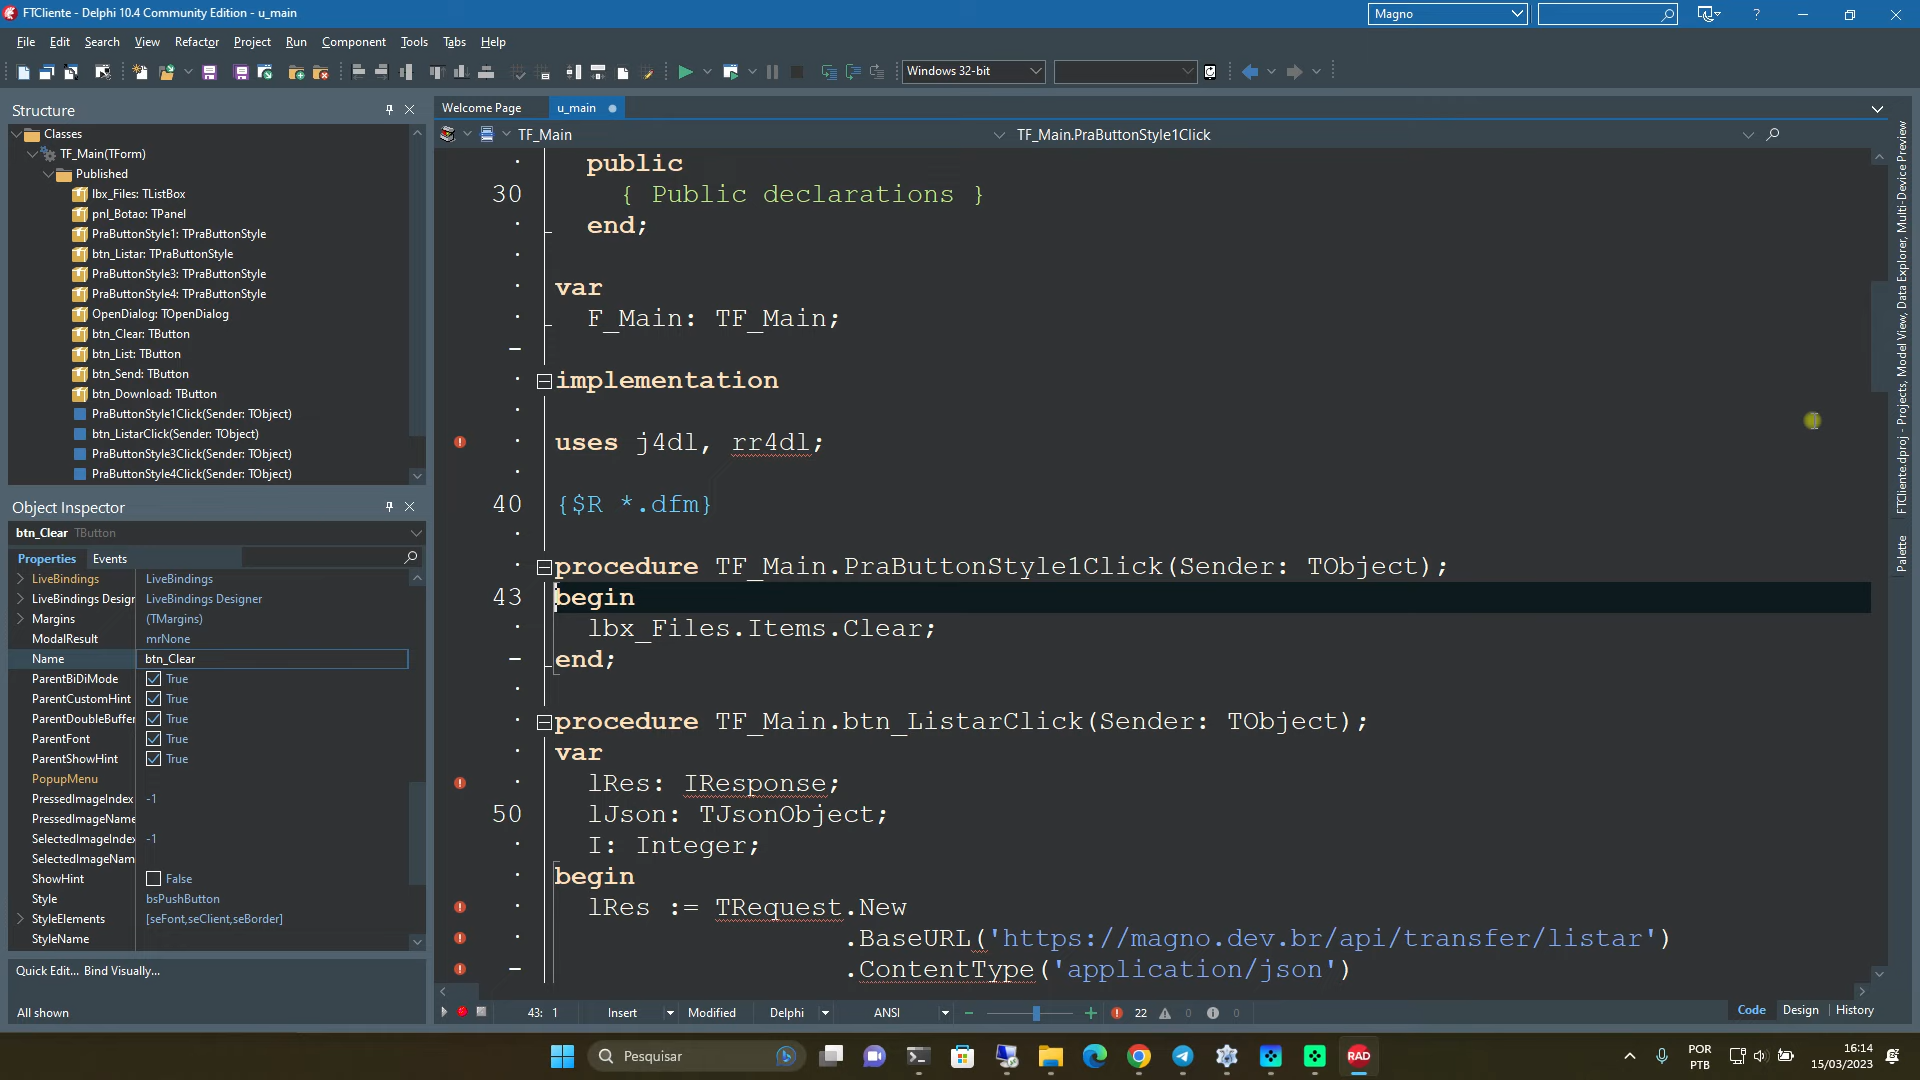 FTCliente - Delphi 10.4 Community Edition - u_main
Magno
File Edit Search View Refactor Project Run Component Tools Tabs Help
Windows 32-bit
Structure
Classes
TF_Main(TForm)
Published
lbx_Files: TListBox
pnl_Botao: TPanel
PraButtonStyle1: TPraButtonStyle
btn_Listar: TPraButtonStyle
PraButtonStyle3: TPraButtonStyle
PraButtonStyle4: TPraButtonStyle
OpenDialog: TOpenDialog
btn_Clear: TButton
btn_List: TButton
btn_Send: TButton
btn_Download: TButton
PraButtonStyle1Click(Sender: TObject)
btn_ListarClick(Sender: TObject)
PraButtonStyle3Click(Sender: TObject)
PraButtonStyle4Click(Sender: TObject)
Object Inspector
btn_Clear TButton
Properties Events
LiveBindings LiveBindings
LiveBindings Desigr LiveBindings Designer
Margins (TMargins)
ModalResult mrNone
Name btn_Clear
ParentBiDiMode True
ParentCustomHint True
ParentDoubleBuffer True
ParentFont True
ParentShowHint True
PopupMenu
PressedImageIndex -1
PressedImageName
SelectedImageIndex -1
SelectedImageNam
ShowHint False
Style bsPushButton
StyleElements [seFont,seClient,seBorder]
StyleName
Quick Edit... Bind Visually...
All shown
Welcome Page u_main
TF_Main TF_Main.PraButtonStyle1Click
public
30 { Public declarations }
end;
var
F_Main: TF_Main;
implementation
uses j4dl, rr4dl;
40 {$R *.dfm}
procedure TF_Main.PraButtonStyle1Click(Sender: TObject);
43 begin
lbx_Files.Items.Clear;
end;
procedure TF_Main.btn_ListarClick(Sender: TObject);
var
lRes: IResponse;
50 lJson: TJsonObject;
I: Integer;
begin
lRes := TRequest.New
.BaseURL('https://magno.dev.br/api/transfer/listar')
.ContentType('application/json')
43: 1 Insert Modified Delphi ANSI 22 0 0
Code Design History
FTCliente.dproj - Projects, Model View, Data Explorer, Multi-Device Preview
Palette
Pesquisar
RAD
POR
PTB
16:14
15/03/2023